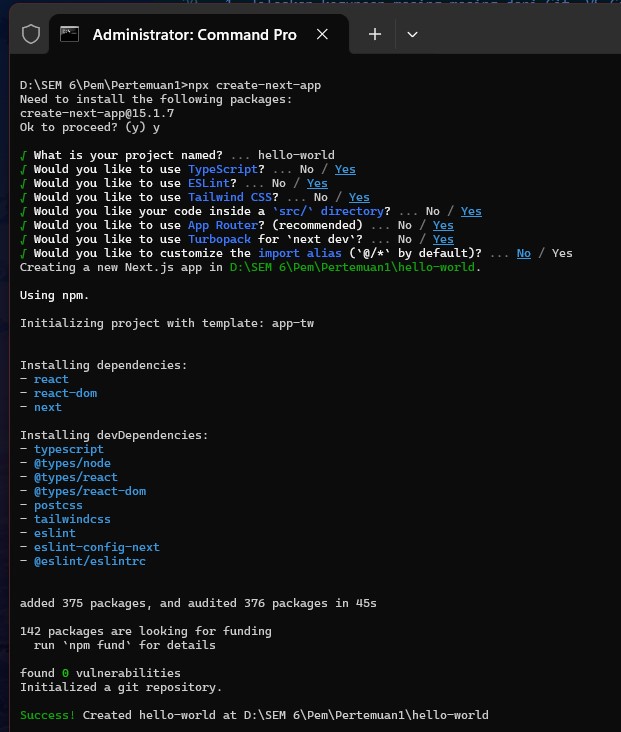 Administrator: Command Pro
D:\SEM 6\Pem\Pertemuan1>npx create-next-app
Need to install the following packages:
create-next-app@15.1.7
Ok to proceed? (y) y
√ What is your project named? ... hello-world
√ Would you like to use TypeScript? ... No / Yes
√ Would you like to use ESLint? ... No / Yes
√ Would you like to use Tailwind CSS? ... No / Yes
√ Would you like your code inside a `src/` directory? ... No / Yes
√ Would you like to use App Router? (recommended) ... No / Yes
√ Would you like to use Turbopack for `next dev`? ... No / Yes
√ Would you like to customize the import alias (`@/*` by default)? ... No / Yes
Creating a new Next.js app in D:\SEM 6\Pem\Pertemuan1\hello-world.
Using npm.
Initializing project with template: app-tw
Installing dependencies:
- react
- react-dom
- next
Installing devDependencies:
- typescript
- @types/node
- @types/react
- @types/react-dom
- postcss
- tailwindcss
- eslint
- eslint-config-next
- @eslint/eslintrc
added 375 packages, and audited 376 packages in 45s
142 packages are looking for funding
run `npm fund` for details
found 0 vulnerabilities
Initialized a git repository.
Success! Created hello-world at D:\SEM 6\Pem\Pertemuan1\hello-world